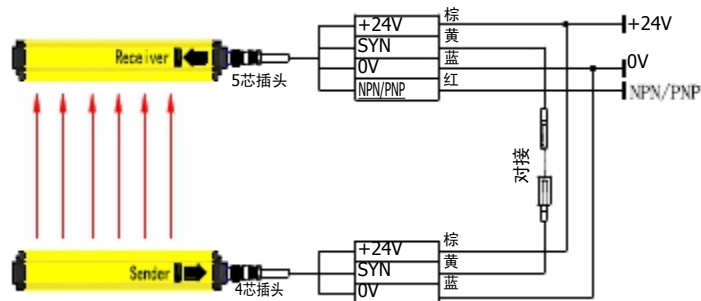 Receiver
5芯插头
+24V 棕
SYN 黄
0V 蓝
NPN/PNP 红
+24V
0V
NPN/PNP
对接
Sender
4芯插头
+24V 棕
SYN 黄
0V 蓝